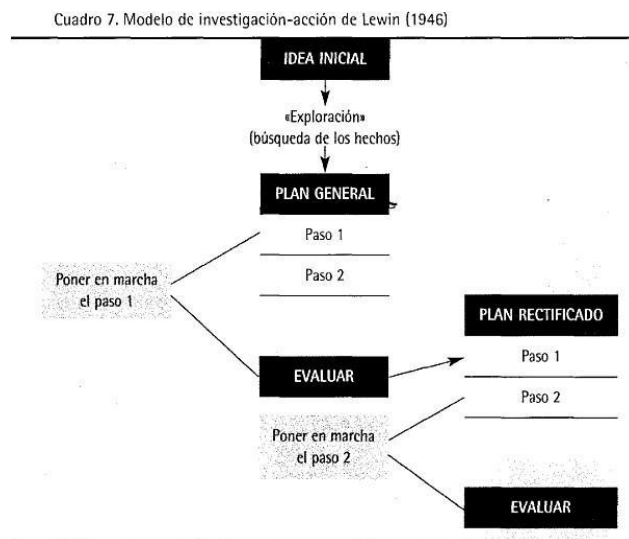 Cuadro 7. Modelo de investigación-acción de Lewin (1946)
IDEA INICIAL
«Exploración»
(búsqueda de los hechos)
PLAN GENERAL
Paso 1
Paso 2
Poner en marcha
el paso 1
EVALUAR
PLAN RECTIFICADO
Paso 1
Paso 2
Poner en marcha
el paso 2
EVALUAR